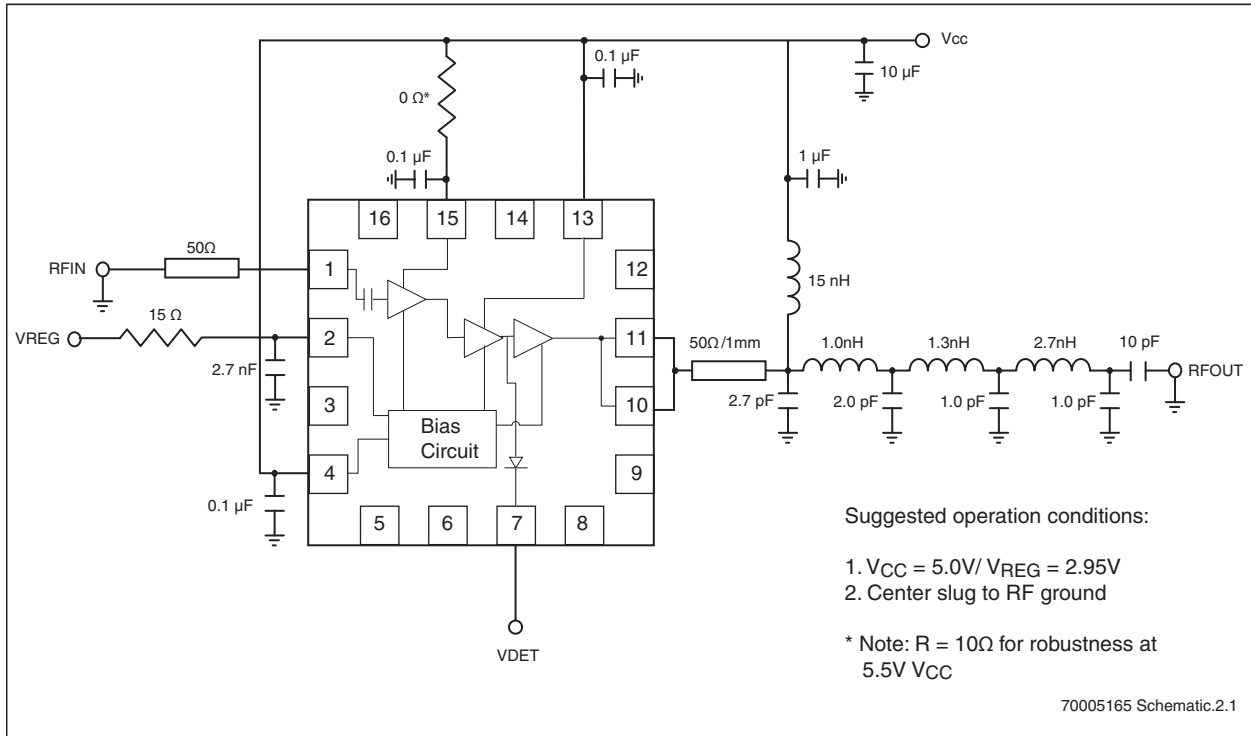 Vcc
0.1 µF
10 µF
0 Ω*
0.1 µF
1 µF
16
15
14
13
50Ω
RFIN
1
12
15 nH
VREG
15 Ω
2
11
50Ω/1mm
1.0nH
1.3nH
2.7nH
10 pF
RFOUT
2.7 nF
3
10
2.7 pF
2.0 pF
1.0 pF
1.0 pF
Bias
Circuit
4
9
0.1 µF
5
6
7
8
VDET
Suggested operation conditions:
1. VCC = 5.0V/ VREG = 2.95V
2. Center slug to RF ground
* Note: R = 10Ω for robustness at
5.5V VCC
70005165 Schematic.2.1